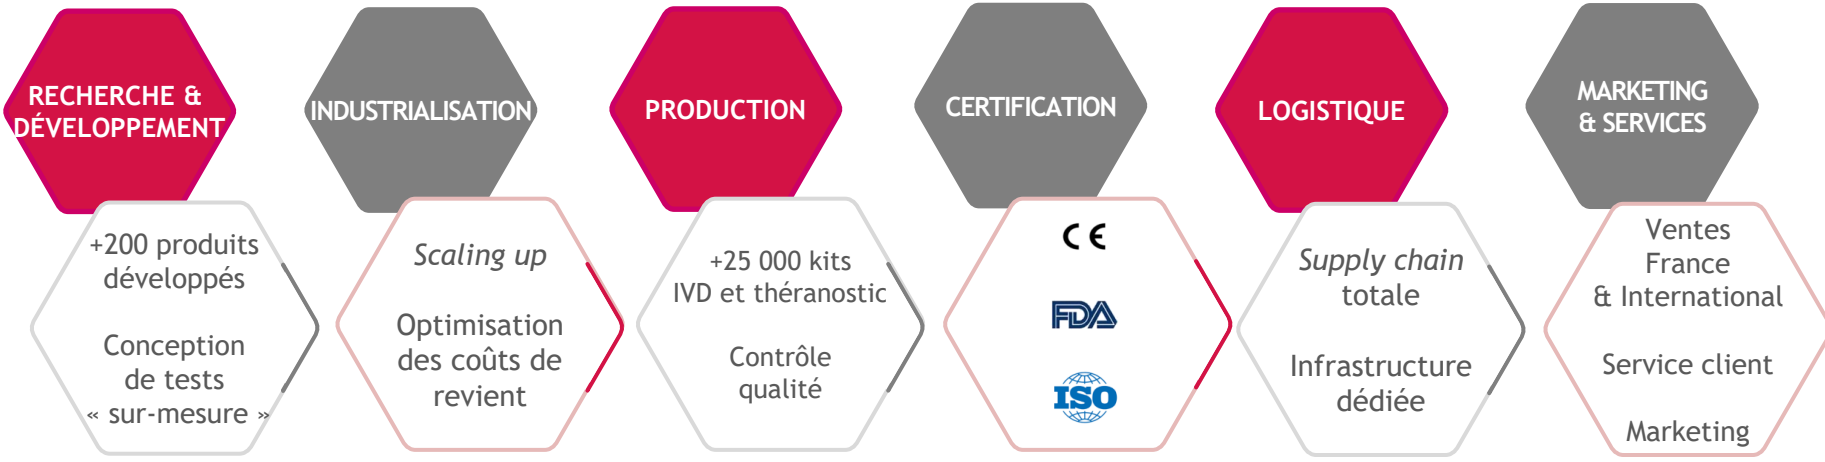 RECHERCHE &
DÉVELOPPEMENT
+200 produits
développés
Conception
de tests
« sur-mesure »
INDUSTRIALISATION
Scaling up
Optimisation
des coûts de
revient
PRODUCTION
+25 000 kits
IVD et théranostic
Contrôle
qualité
CERTIFICATION
CE
FDA
ISO
LOGISTIQUE
Supply chain
totale
Infrastructure
dédiée
MARKETING
& SERVICES
Ventes
France
& International
Service client
Marketing